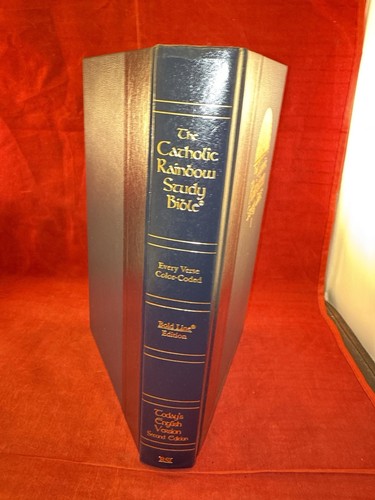 The
Catholic
Rainbow
Study
Bible®
Every Verse
Color-Coded
Bold Line®
Edition
Today's
English
Version
Second Edition